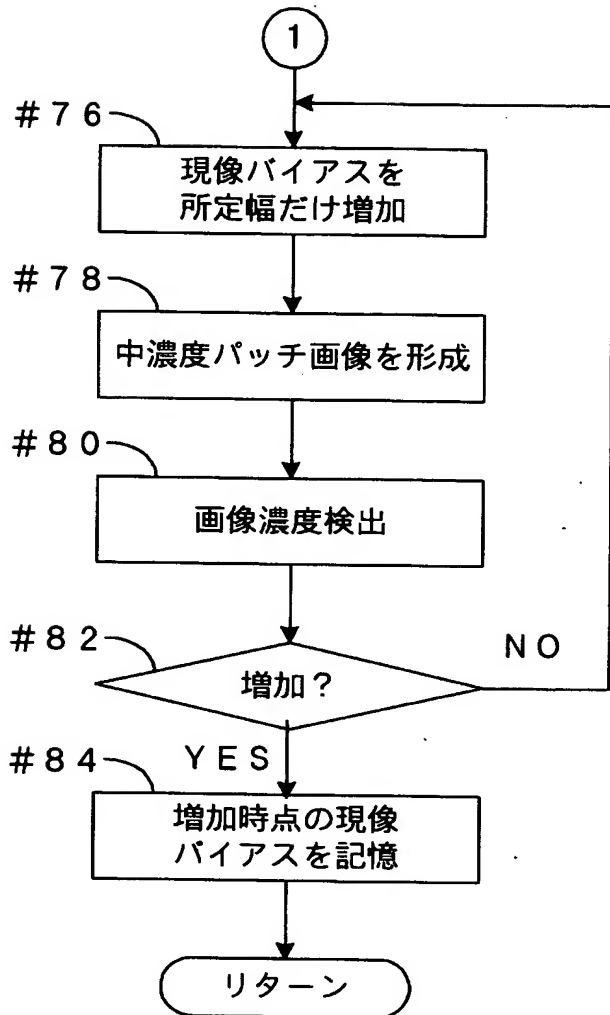 1
#76
現像バイアスを
所定幅だけ増加
#78
中濃度パッチ画像を形成
#80
画像濃度検出
#82
増加?
NO
YES
#84
増加時点の現像
バイアスを記憶
リターン